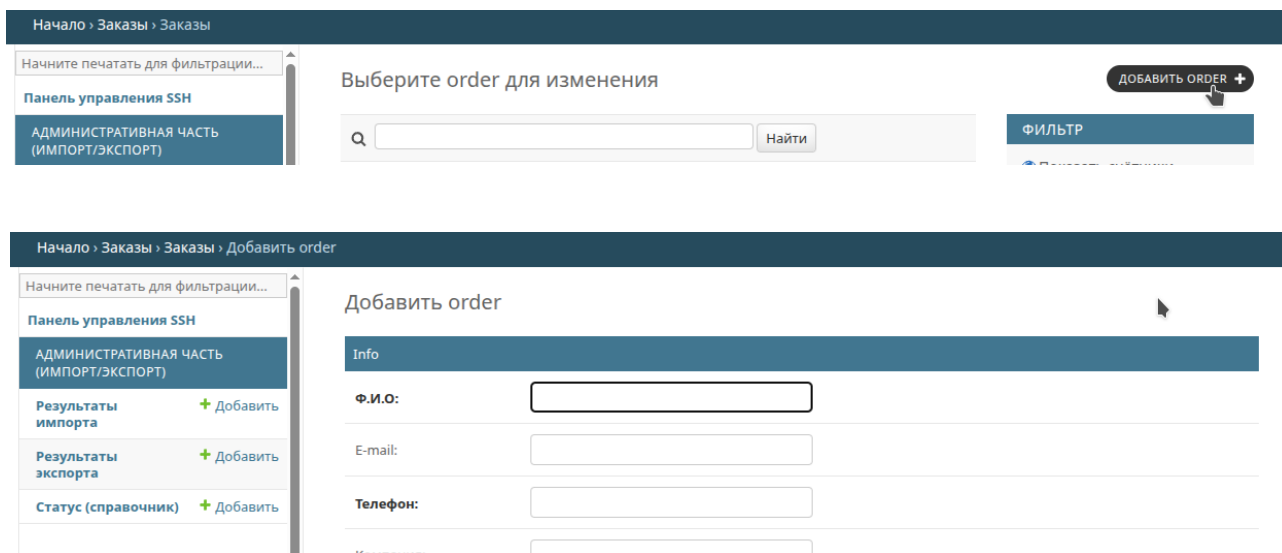 Начало › Заказы › Заказы
Начните печатать для фильтрации...
Панель управления SSH
АДМИНИСТРАТИВНАЯ ЧАСТЬ
(ИМПОРТ/ЭКСПОРТ)
Выберите order для изменения
ДОБАВИТЬ ORDER
Найти
ФИЛЬТР
Начало › Заказы › Заказы › Добавить order
Начните печатать для фильтрации...
Панель управления SSH
АДМИНИСТРАТИВНАЯ ЧАСТЬ
(ИМПОРТ/ЭКСПОРТ)
Результаты импорта
Добавить
Результаты экспорта
Добавить
Статус (справочник)
Добавить
Добавить order
Info
Ф.И.О:
E-mail:
Телефон: